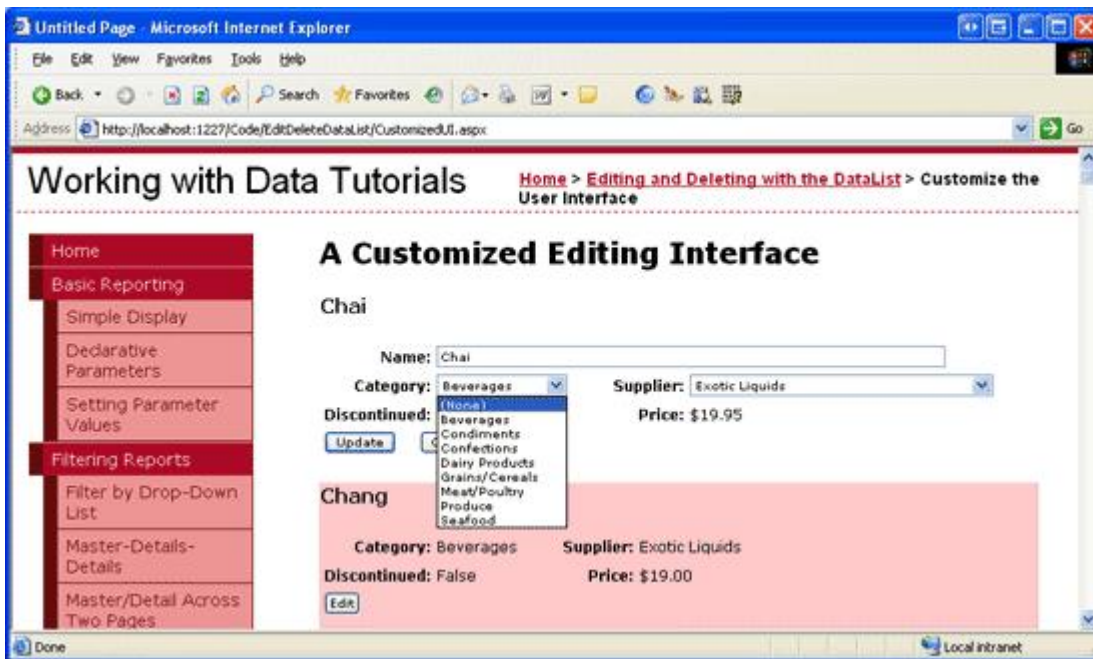 Untitled Page - Microsoft Internet Explorer
File Edit View Favorites Tools Help
Back Search Favorites
Address http://localhost:1227/Code/EditDeleteDataList/CustomizedUI.aspx Go
Working with Data Tutorials
Home > Editing and Deleting with the DataList > Customize the
User Interface
Home
Basic Reporting
Simple Display
Declarative
Parameters
Setting Parameter
Values
Filtering Reports
Filter by Drop-Down
List
Master-Details-
Details
Master/Detail Across
Two Pages
A Customized Editing Interface
Chai
Name: Chai
Category: Beverages Supplier: Exotic Liquids
(None)
Beverages
Condiments
Confections
Dairy Products
Grains/Cereals
Meat/Poultry
Produce
Seafood
Discontinued: Price: $19.95
Update
Chang
Category: Beverages Supplier: Exotic Liquids
Discontinued: False Price: $19.00
Edit
Done Local intranet